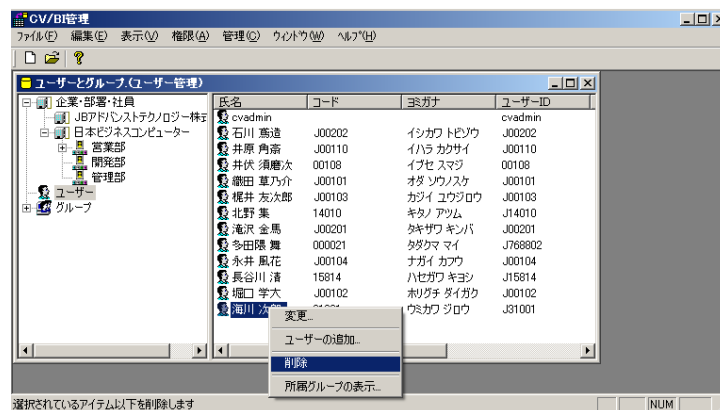 CV/BI管理
ファイル(F) 編集(E) 表示(V) 権限(A) 管理(C) ウィンドウ(W) ヘルプ(H)
ユーザーとグループ.(ユーザー管理)
企業・部署・社員
JBアドバンストテクノロジー株式
日本ビジネスコンピューター
営業部
開発部
管理部
ユーザー
グループ
氏名 コード ヨミガナ ユーザーID
cvadmin cvadmin
石川 蔦造 J00202 イシカワ トビゾウ J00202
井原 角斎 J00110 イハラ カクサイ J00110
井伏 須磨次 00108 イブセ スマジ 00108
織田 草乃介 J00101 オダ ソウノスケ J00101
梶井 友次郎 J00103 カジイ ユウジロウ J00103
北野 集 14010 キタノ アツム J14010
滝沢 金馬 J00201 タキザワ キンバ J00201
多田隈 舞 000021 タダクマ マイ J768802
永井 風花 J00104 ナガイ カフウ J00104
長谷川 清 15814 ハセガワ キヨシ J15814
堀口 学大 J00102 ホリグチ ダイガク J00102
海川 次郎 31001 ウミカワ ジロウ J31001
変更...
ユーザーの追加...
削除
所属グループの表示...
選択されているアイテム以下を削除します
NUM